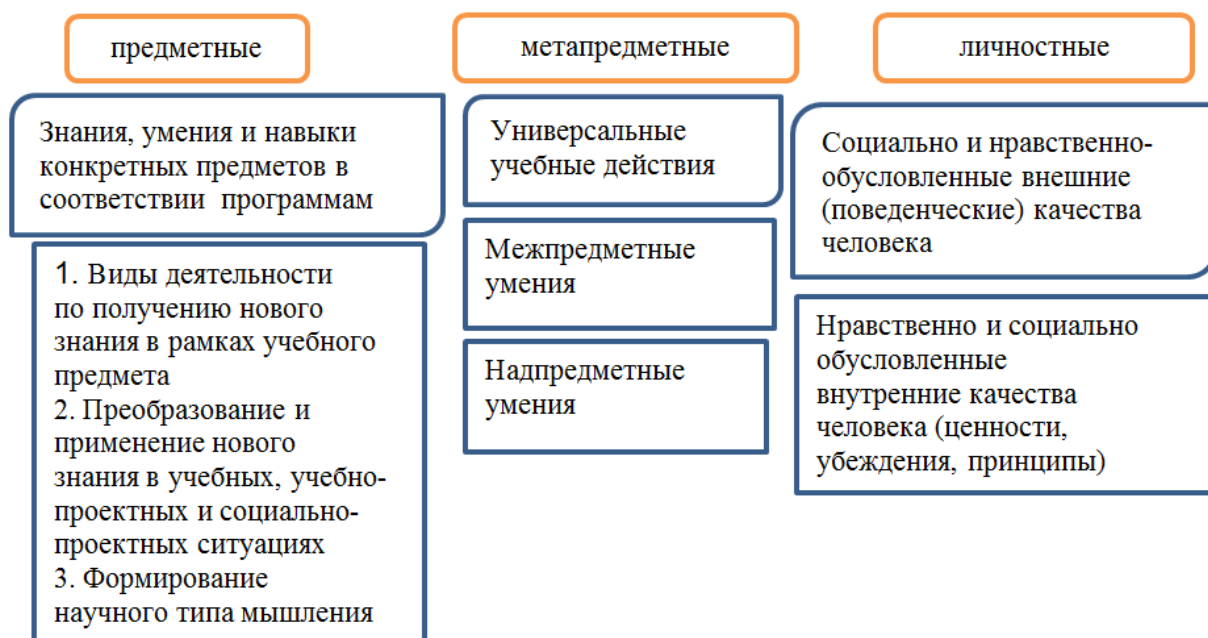 предметные
Знания, умения и навыки
конкретных предметов в
соответствии программам
1. Виды деятельности
по получению нового
знания в рамках учебного
предмета
2. Преобразование и
применение нового
знания в учебных, учебно-
проектных и социально-
проектных ситуациях
3. Формирование
научного типа мышления
метапредметные
Универсальные
учебные действия
Межпредметные
умения
Надпредметные
умения
личностные
Социально и нравственно-
обусловленные внешние
(поведенческие) качества
человека
Нравственно и социально
обусловленные
внутренние качества
человека (ценности,
убеждения, принципы)